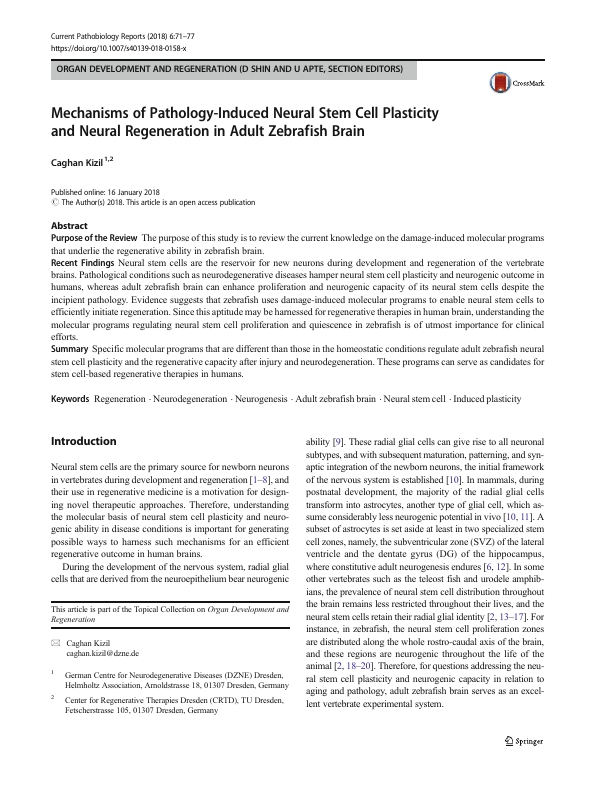 Current Pathobiology Reports (2018) 6:71–77
https://doi.org/10.1007/s40139-018-0158-x
ORGAN DEVELOPMENT AND REGENERATION (D SHIN AND U APTE, SECTION EDITORS)
CrossMark
Mechanisms of Pathology-Induced Neural Stem Cell Plasticity
and Neural Regeneration in Adult Zebrafish Brain
Caghan Kizil 1,2
Published online: 16 January 2018
© The Author(s) 2018. This article is an open access publication
Abstract
Purpose of the Review The purpose of this study is to review the current knowledge on the damage-induced molecular programs
that underlie the regenerative ability in zebrafish brain.
Recent Findings Neural stem cells are the reservoir for new neurons during development and regeneration of the vertebrate
brains. Pathological conditions such as neurodegenerative diseases hamper neural stem cell plasticity and neurogenic outcome in
humans, whereas adult zebrafish brain can enhance proliferation and neurogenic capacity of its neural stem cells despite the
incipient pathology. Evidence suggests that zebrafish uses damage-induced molecular programs to enable neural stem cells to
efficiently initiate regeneration. Since this aptitude may be harnessed for regenerative therapies in human brain, understanding the
molecular programs regulating neural stem cell proliferation and quiescence in zebrafish is of utmost importance for clinical
efforts.
Summary Specific molecular programs that are different than those in the homeostatic conditions regulate adult zebrafish neural
stem cell plasticity and the regenerative capacity after injury and neurodegeneration. These programs can serve as candidates for
stem cell-based regenerative therapies in humans.
Keywords Regeneration · Neurodegeneration · Neurogenesis · Adult zebrafish brain · Neural stem cell · Induced plasticity
Introduction
Neural stem cells are the primary source for newborn neurons
in vertebrates during development and regeneration [1–8], and
their use in regenerative medicine is a motivation for design-
ing novel therapeutic approaches. Therefore, understanding
the molecular basis of neural stem cell plasticity and neuro-
genic ability in disease conditions is important for generating
possible ways to harness such mechanisms for an efficient
regenerative outcome in human brains.
During the development of the nervous system, radial glial
cells that are derived from the neuroepithelium bear neurogenic
This article is part of the Topical Collection on Organ Development and
Regeneration
Caghan Kizil
caghan.kizil@dzne.de
1 German Centre for Neurodegenerative Diseases (DZNE) Dresden,
Helmholtz Association, Arnoldstrasse 18, 01307 Dresden, Germany
2 Center for Regenerative Therapies Dresden (CRTD), TU Dresden,
Fetscherstrasse 105, 01307 Dresden, Germany
ability [9]. These radial glial cells can give rise to all neuronal
subtypes, and with subsequent maturation, patterning, and syn-
aptic integration of the newborn neurons, the initial framework
of the nervous system is established [10]. In mammals, during
postnatal development, the majority of the radial glial cells
transform into astrocytes, another type of glial cell, which as-
sume considerably less neurogenic potential in vivo [10, 11]. A
subset of astrocytes is set aside at least in two specialized stem
cell zones, namely, the subventricular zone (SVZ) of the lateral
ventricle and the dentate gyrus (DG) of the hippocampus,
where constitutive adult neurogenesis endures [6, 12]. In some
other vertebrates such as the teleost fish and urodele amphib-
ians, the prevalence of neural stem cell distribution throughout
the brain remains less restricted throughout their lives, and the
neural stem cells retain their radial glial identity [2, 13–17]. For
instance, in zebrafish, the neural stem cell proliferation zones
are distributed along the whole rostro-caudal axis of the brain,
and these regions are neurogenic throughout the life of the
animal [2, 18–20]. Therefore, for questions addressing the neu-
ral stem cell plasticity and neurogenic capacity in relation to
aging and pathology, adult zebrafish brain serves as an excel-
lent vertebrate experimental system.
Springer